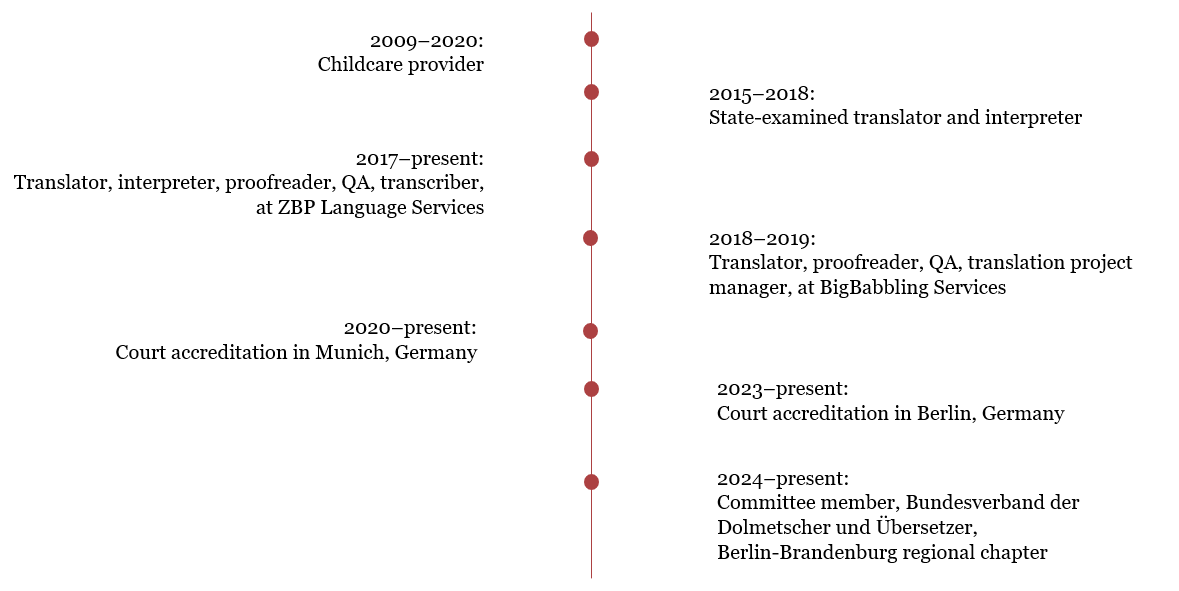 2009–2020:
Childcare provider
2015–2018:
State-examined translator and interpreter
2017–present:
Translator, interpreter, proofreader, QA, transcriber,
at ZBP Language Services
2018–2019:
Translator, proofreader, QA, translation project
manager, at BigBabbling Services
2020–present:
Court accreditation in Munich, Germany
2023–present:
Court accreditation in Berlin, Germany
2024–present:
Committee member, Bundesverband der
Dolmetscher und Übersetzer,
Berlin-Brandenburg regional chapter